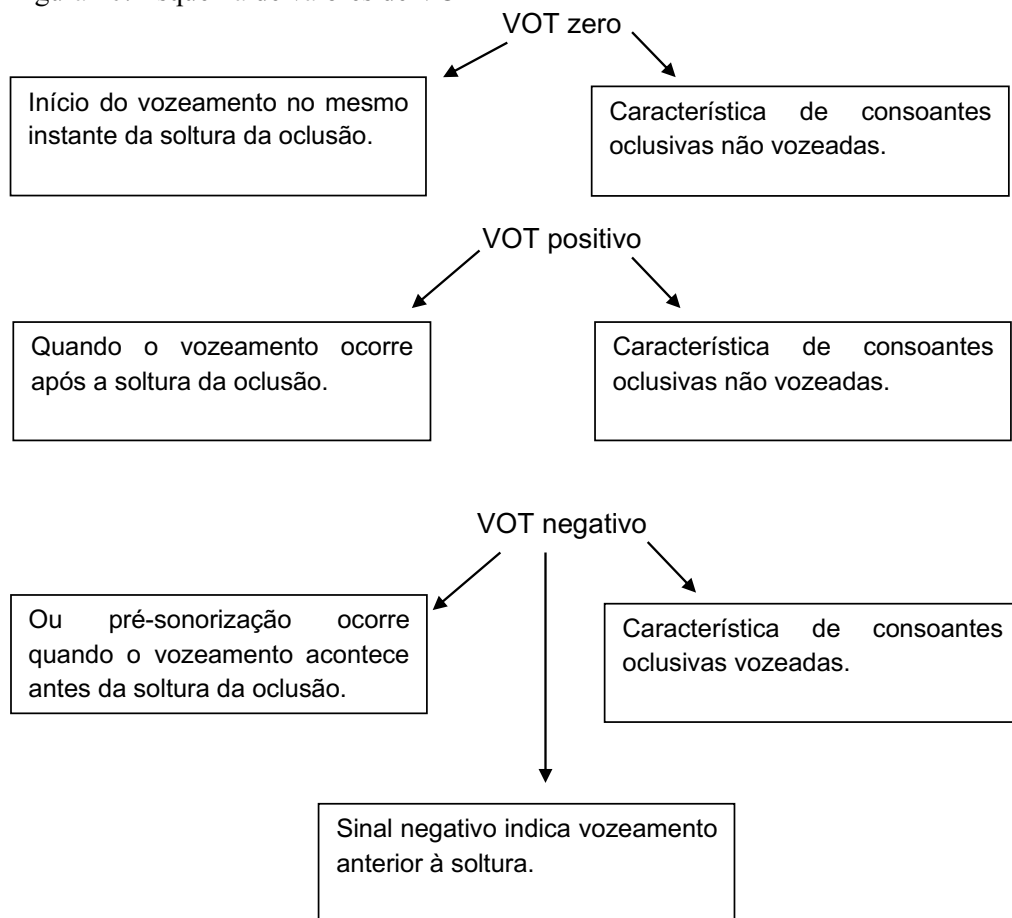 VOT zero
Início do vozeamento no mesmo
instante da soltura da oclusão.
Característica de consoantes
oclusivas não vozeadas.
VOT positivo
Quando o vozeamento ocorre
após a soltura da oclusão.
Característica de consoantes
oclusivas não vozeadas.
VOT negativo
Ou pré-sonorização ocorre
quando o vozeamento acontece
antes da soltura da oclusão.
Característica de consoantes
oclusivas vozeadas.
Sinal negativo indica vozeamento
anterior à soltura.